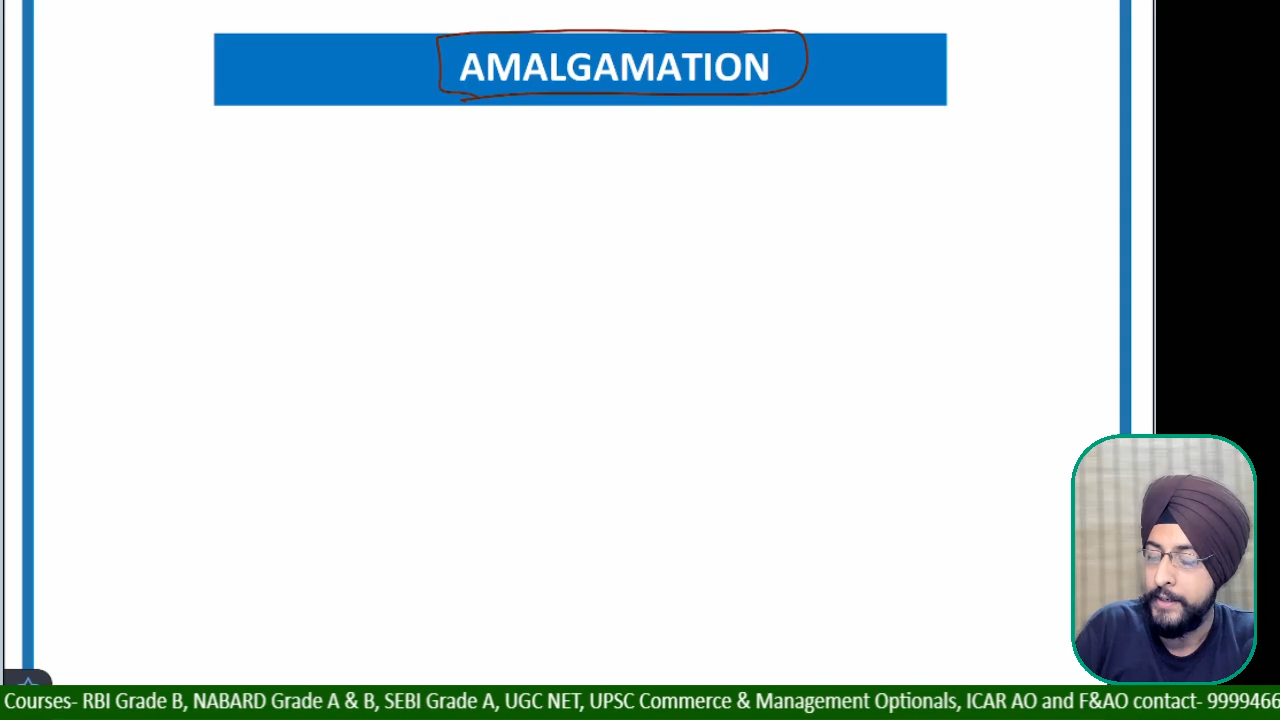 AMALGAMATION
Courses- RBI Grade B, NABARD Grade A & B, SEBI Grade A, UGC NET, UPSC Commerce & Management Optionals, ICAR AO and F&AO contact- 9999466